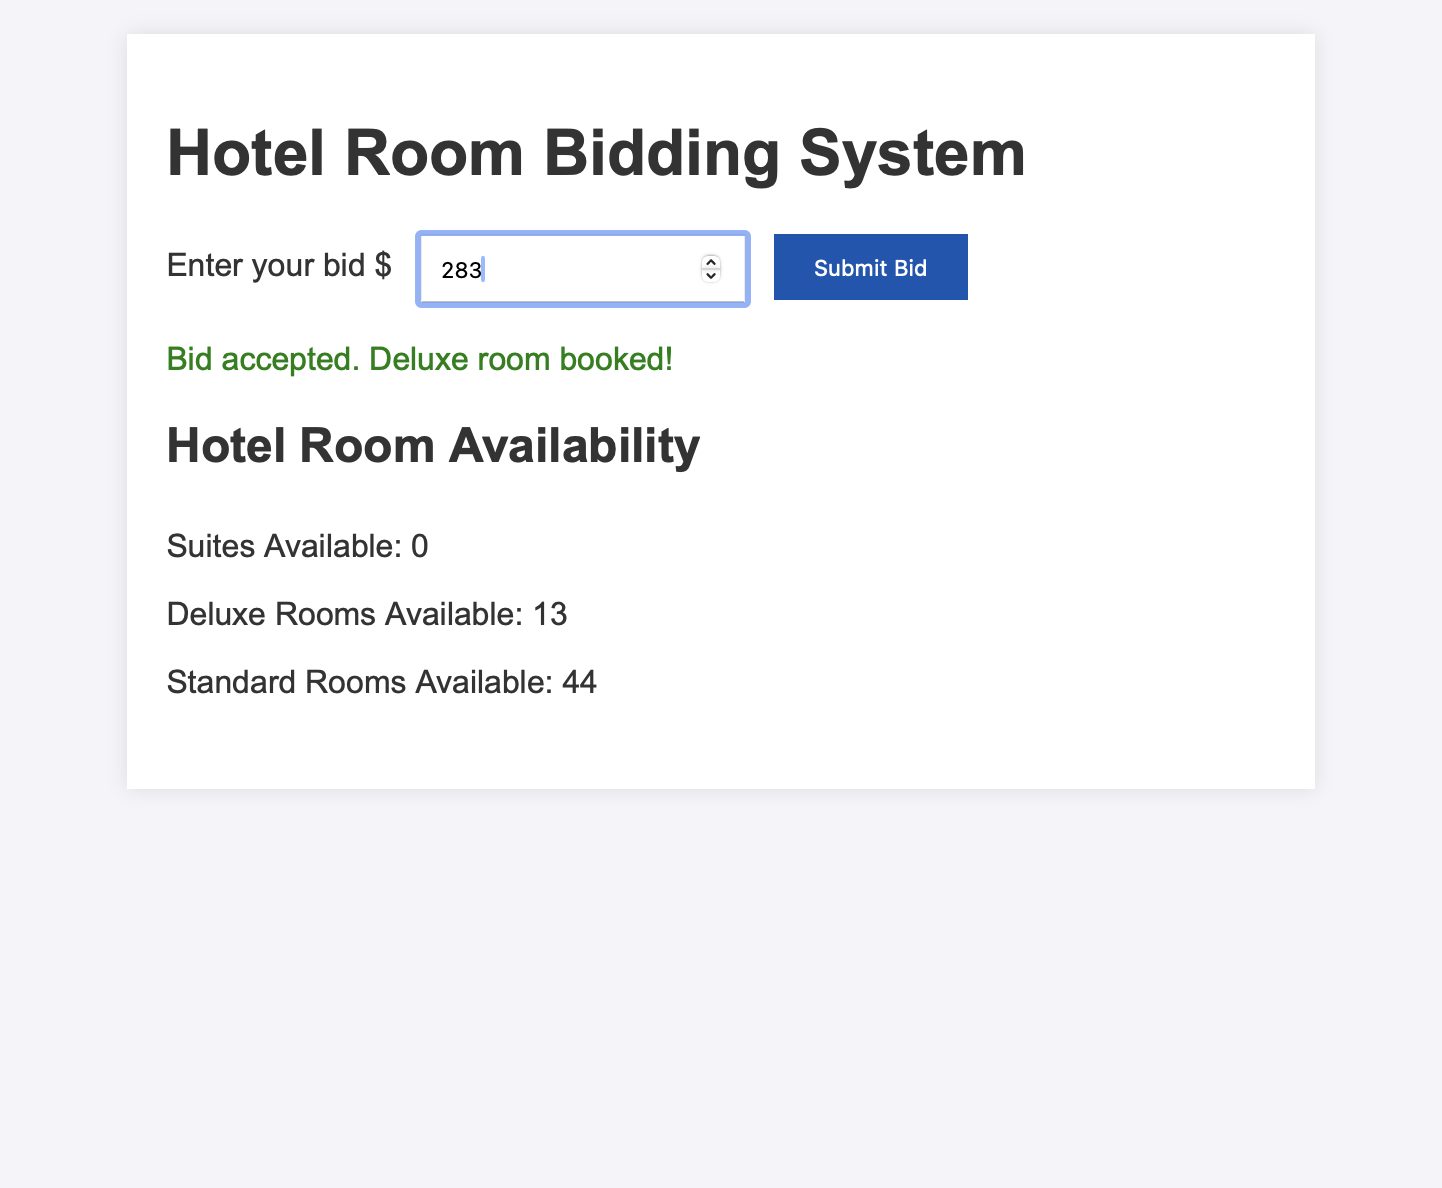 Hotel Room Bidding System
Enter your bid $ 283 Submit Bid
Bid accepted. Deluxe room booked!
Hotel Room Availability
Suites Available: 0
Deluxe Rooms Available: 13
Standard Rooms Available: 44